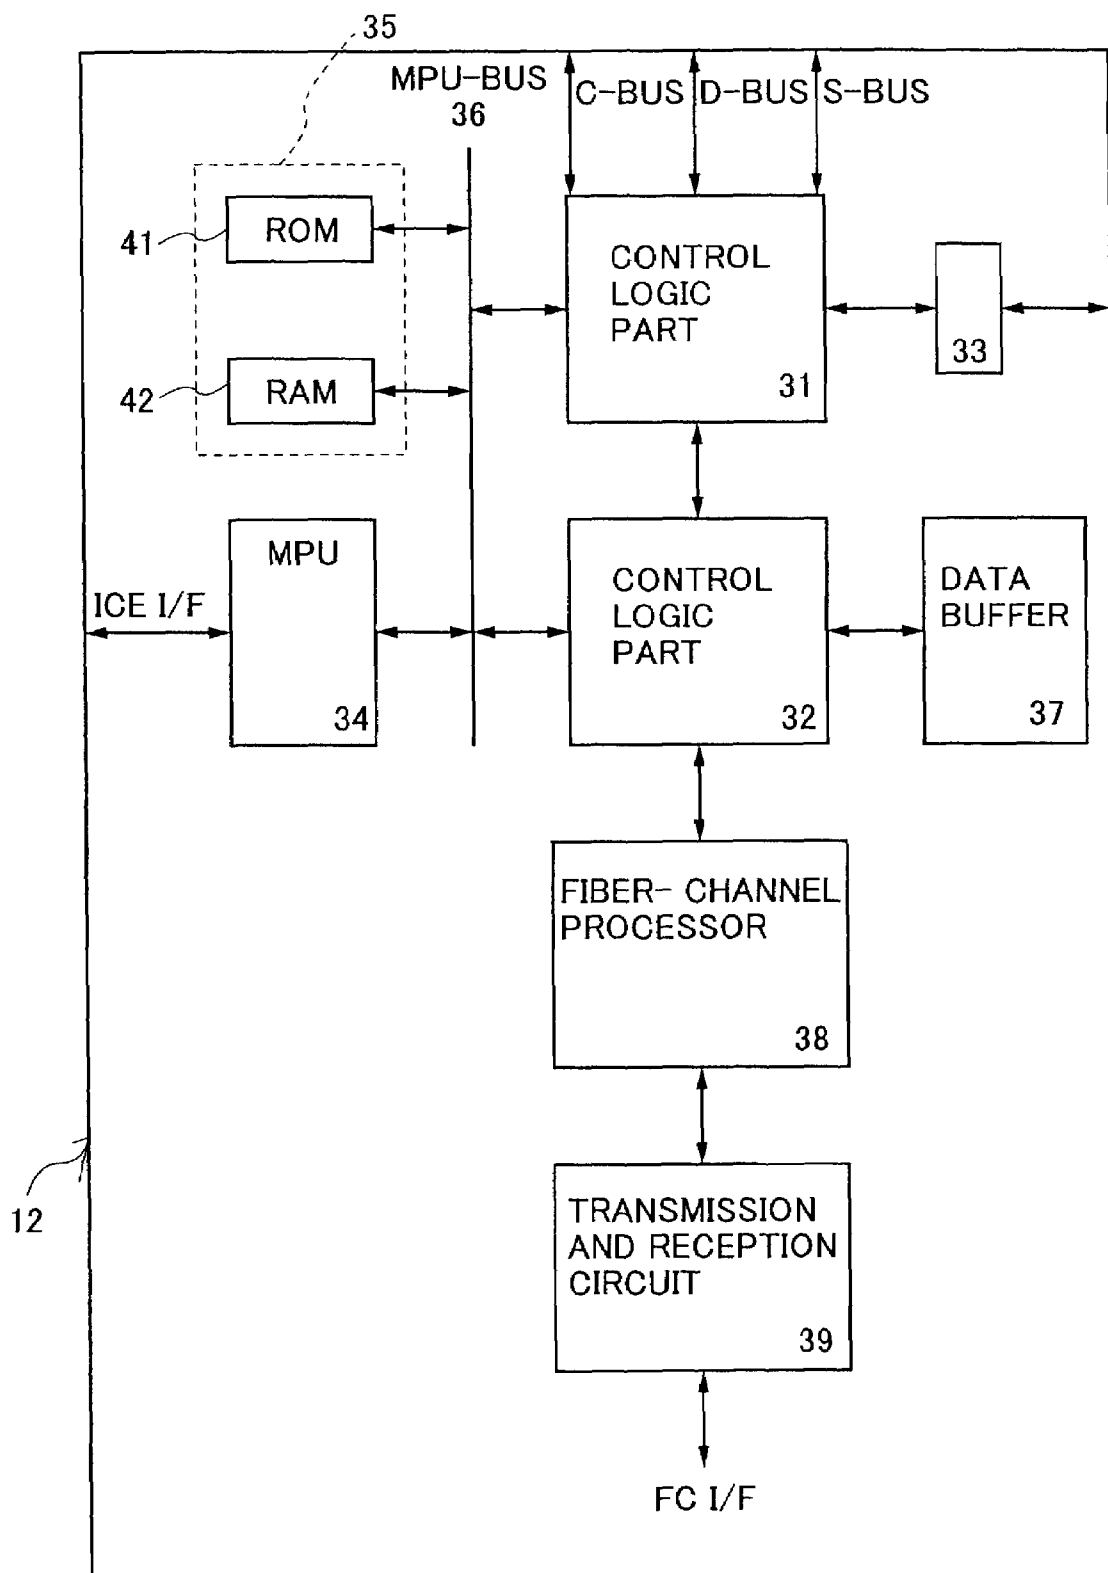 35
MPU-BUS
36
C-BUS
D-BUS
S-BUS
41
ROM
CONTROL
LOGIC
PART
31
33
42
RAM
MPU
34
ICE I/F
CONTROL
LOGIC
PART
32
DATA
BUFFER
37
FIBER- CHANNEL
PROCESSOR
38
12
TRANSMISSION
AND RECEPTION
CIRCUIT
39
FC I/F